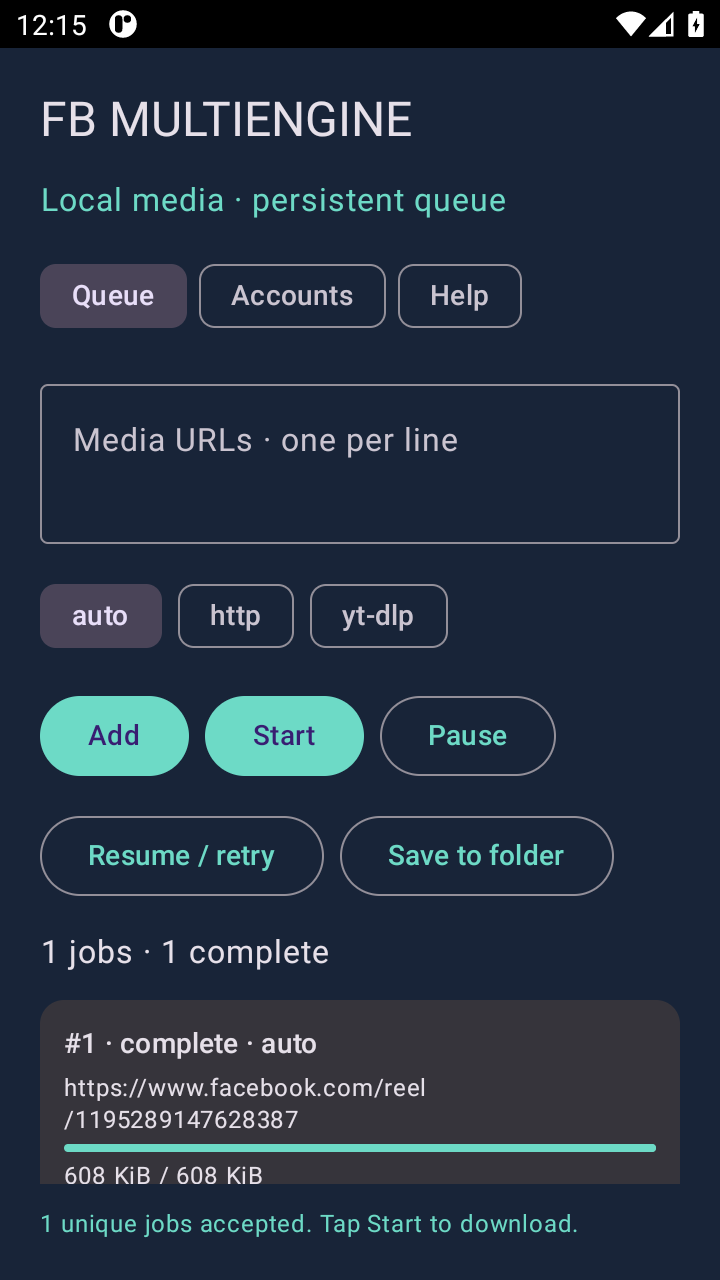 12:15
FB MULTIENGINE
Local media · persistent queue
Queue Accounts Help
Media URLs · one per line
auto http yt-dlp
Add Start Pause
Resume / retry Save to folder
1 jobs · 1 complete
#1 · complete · auto
https://www.facebook.com/reel
/1195289147628387
608 KiB / 608 KiB
1 unique jobs accepted. Tap Start to download.